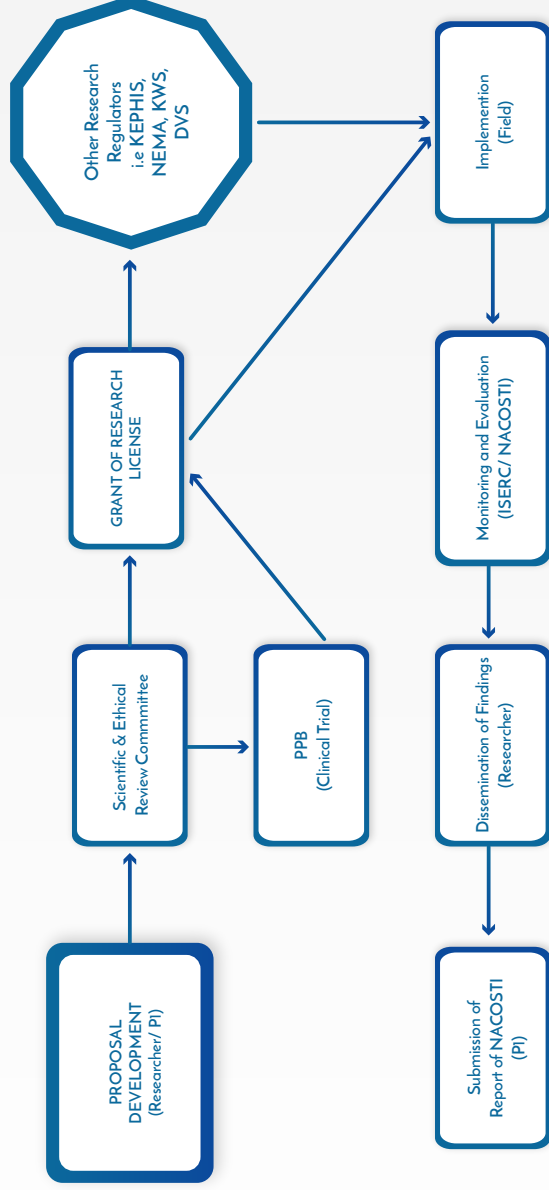 PROPOSAL
DEVELOPMENT
(Researcher/ PI)
Scientific & Ethical
Review Commmittee
GRANT OF RESEARCH
LICENSE
Other Research
Regulators
i.e KEPHIS,
NEMA, KWS,
DVS
PPB
(Clinical Trial)
Implemention
(Field)
Monitoring and Evaluation
(ISERC/ NACOSTI)
Dissemination of Findings
(Researcher)
Submission of
Report of NACOSTI
(PI)